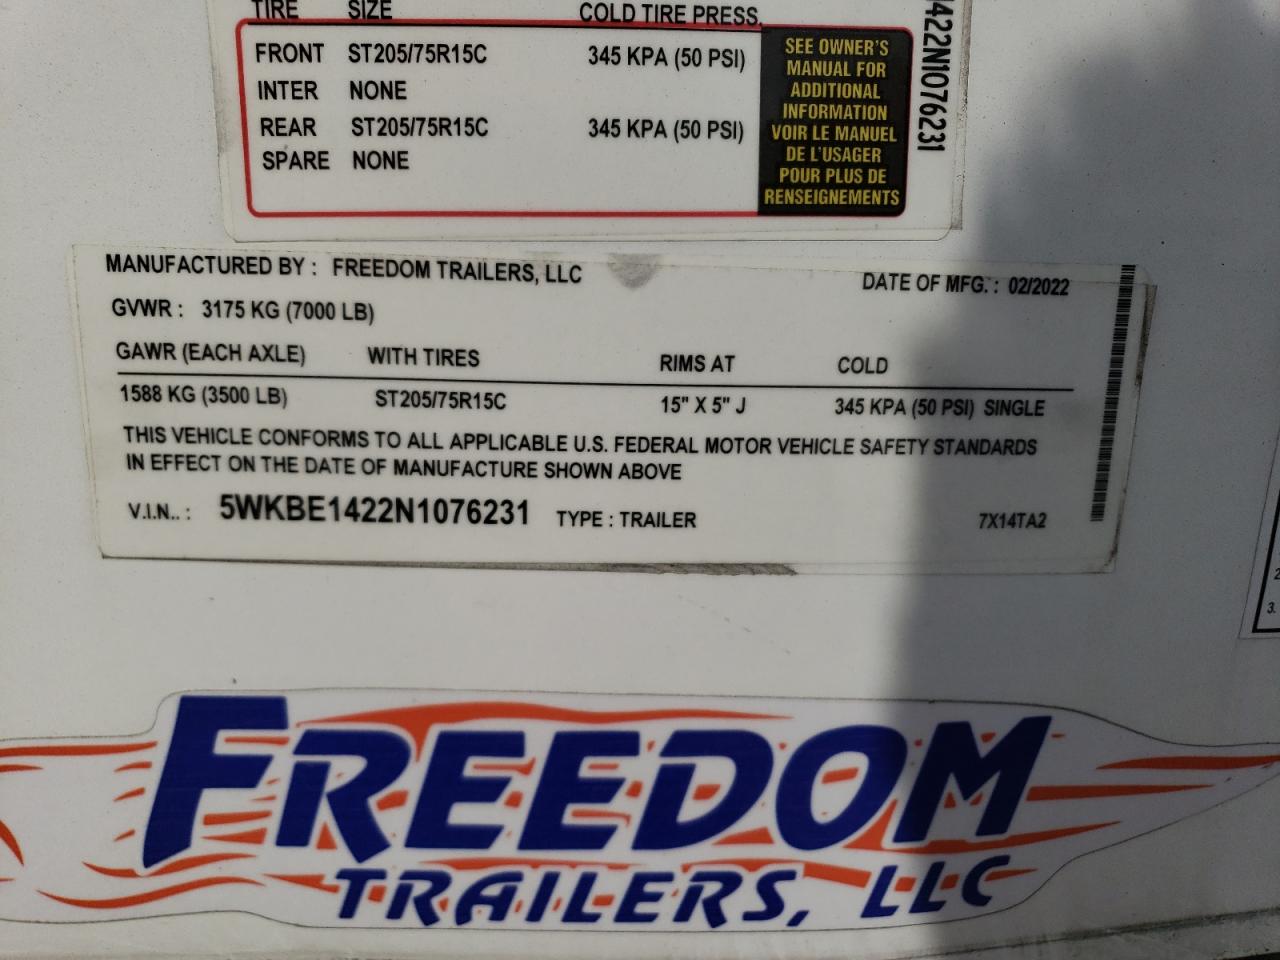 TIRE SIZE COLD TIRE PRESS.
FRONT ST205/75R15C 345 KPA (50 PSI)
INTER NONE
REAR ST205/75R15C 345 KPA (50 PSI)
SPARE NONE
SEE OWNER'S
MANUAL FOR
ADDITIONAL
INFORMATION
VOIR LE MANUEL
DE L'USAGER
POUR PLUS DE
RENSEIGNEMENTS
422N1076231
MANUFACTURED BY : FREEDOM TRAILERS, LLC DATE OF MFG. : 02/2022
GVWR : 3175 KG (7000 LB)
GAWR (EACH AXLE) WITH TIRES RIMS AT COLD
1588 KG (3500 LB) ST205/75R15C 15" X 5" J 345 KPA (50 PSI) SINGLE
THIS VEHICLE CONFORMS TO ALL APPLICABLE U.S. FEDERAL MOTOR VEHICLE SAFETY STANDARDS
IN EFFECT ON THE DATE OF MANUFACTURE SHOWN ABOVE
V.I.N.. : 5WKBE1422N1076231 TYPE : TRAILER 7X14TA2
3.
FREEDOM
TRAILERS, LLC